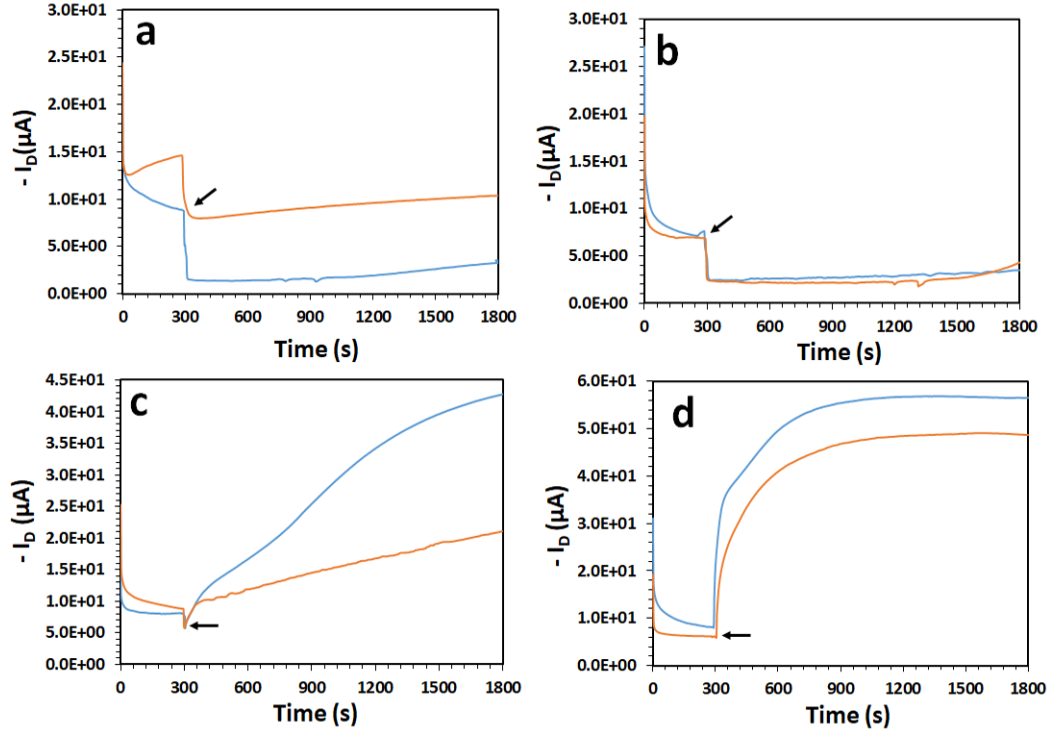 a
- I_D(µA)
3.0E+01
2.5E+01
2.0E+01
1.5E+01
1.0E+01
5.0E+00
0.0E+00
0 300 600 900 1200 1500 1800
Time (s)
b
- I_D(µA)
3.0E+01
2.5E+01
2.0E+01
1.5E+01
1.0E+01
5.0E+00
0.0E+00
0 300 600 900 1200 1500 1800
Time (s)
c
- I_D (µA)
4.5E+01
4.0E+01
3.5E+01
3.0E+01
2.5E+01
2.0E+01
1.5E+01
1.0E+01
5.0E+00
0.0E+00
0 300 600 900 1200 1500 1800
Time (s)
d
- I_D (µA)
6.0E+01
5.0E+01
4.0E+01
3.0E+01
2.0E+01
1.0E+01
0.0E+00
0 300 600 900 1200 1500 1800
Time (s)